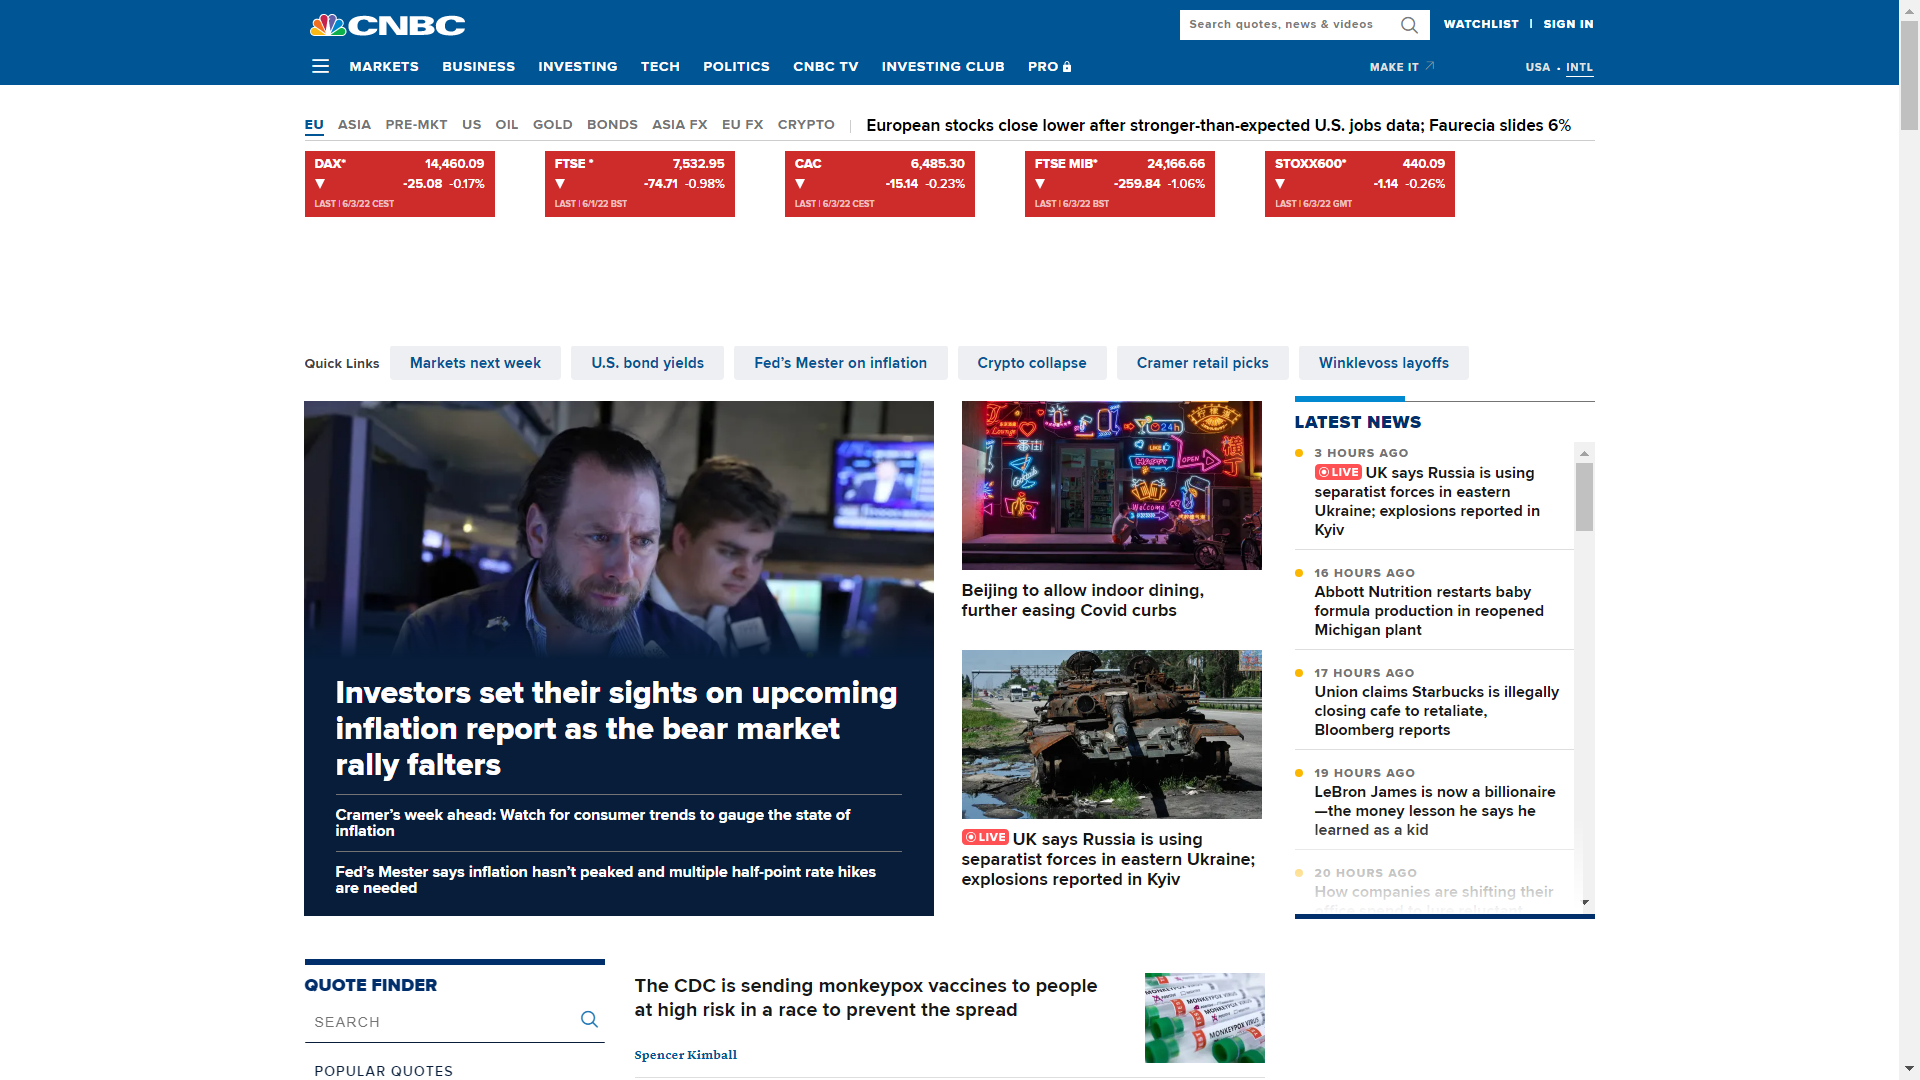 CNBC
Search quotes, news & videos
WATCHLIST | SIGN IN
MARKETS BUSINESS INVESTING TECH POLITICS CNBC TV INVESTING CLUB PRO
MAKE IT
USA • INTL
EU ASIA PRE-MKT US OIL GOLD BONDS ASIA FX EU FX CRYPTO
European stocks close lower after stronger-than-expected U.S. jobs data; Faurecia slides 6%
DAX* 14,460.09
-25.08 -0.17%
LAST | 6/3/22 CEST
FTSE * 7,532.95
-74.71 -0.98%
LAST | 6/1/22 BST
CAC 6,485.30
-15.14 -0.23%
LAST | 6/3/22 CEST
FTSE MIB* 24,166.66
-259.84 -1.06%
LAST | 6/3/22 BST
STOXX600* 440.09
-1.14 -0.26%
LAST | 6/3/22 GMT
Quick Links
Markets next week
U.S. bond yields
Fed’s Mester on inflation
Crypto collapse
Cramer retail picks
Winklevoss layoffs
Investors set their sights on upcoming
inflation report as the bear market
rally falters
Cramer’s week ahead: Watch for consumer trends to gauge the state of
inflation
Fed’s Mester says inflation hasn’t peaked and multiple half-point rate hikes
are needed
24h
LIKE
HAPPY
OPEN
Cocktails
Welcome
Beijing to allow indoor dining,
further easing Covid curbs
LIVE UK says Russia is using
separatist forces in eastern Ukraine;
explosions reported in Kyiv
LATEST NEWS
3 HOURS AGO
LIVE UK says Russia is using
separatist forces in eastern
Ukraine; explosions reported in
Kyiv
16 HOURS AGO
Abbott Nutrition restarts baby
formula production in reopened
Michigan plant
17 HOURS AGO
Union claims Starbucks is illegally
closing cafe to retaliate,
Bloomberg reports
19 HOURS AGO
LeBron James is now a billionaire
—the money lesson he says he
learned as a kid
20 HOURS AGO
How companies are shifting their
QUOTE FINDER
SEARCH
POPULAR QUOTES
The CDC is sending monkeypox vaccines to people
at high risk in a race to prevent the spread
Spencer Kimball
MONKEYPOX VIRUS
MONKEYPOX VIRUS